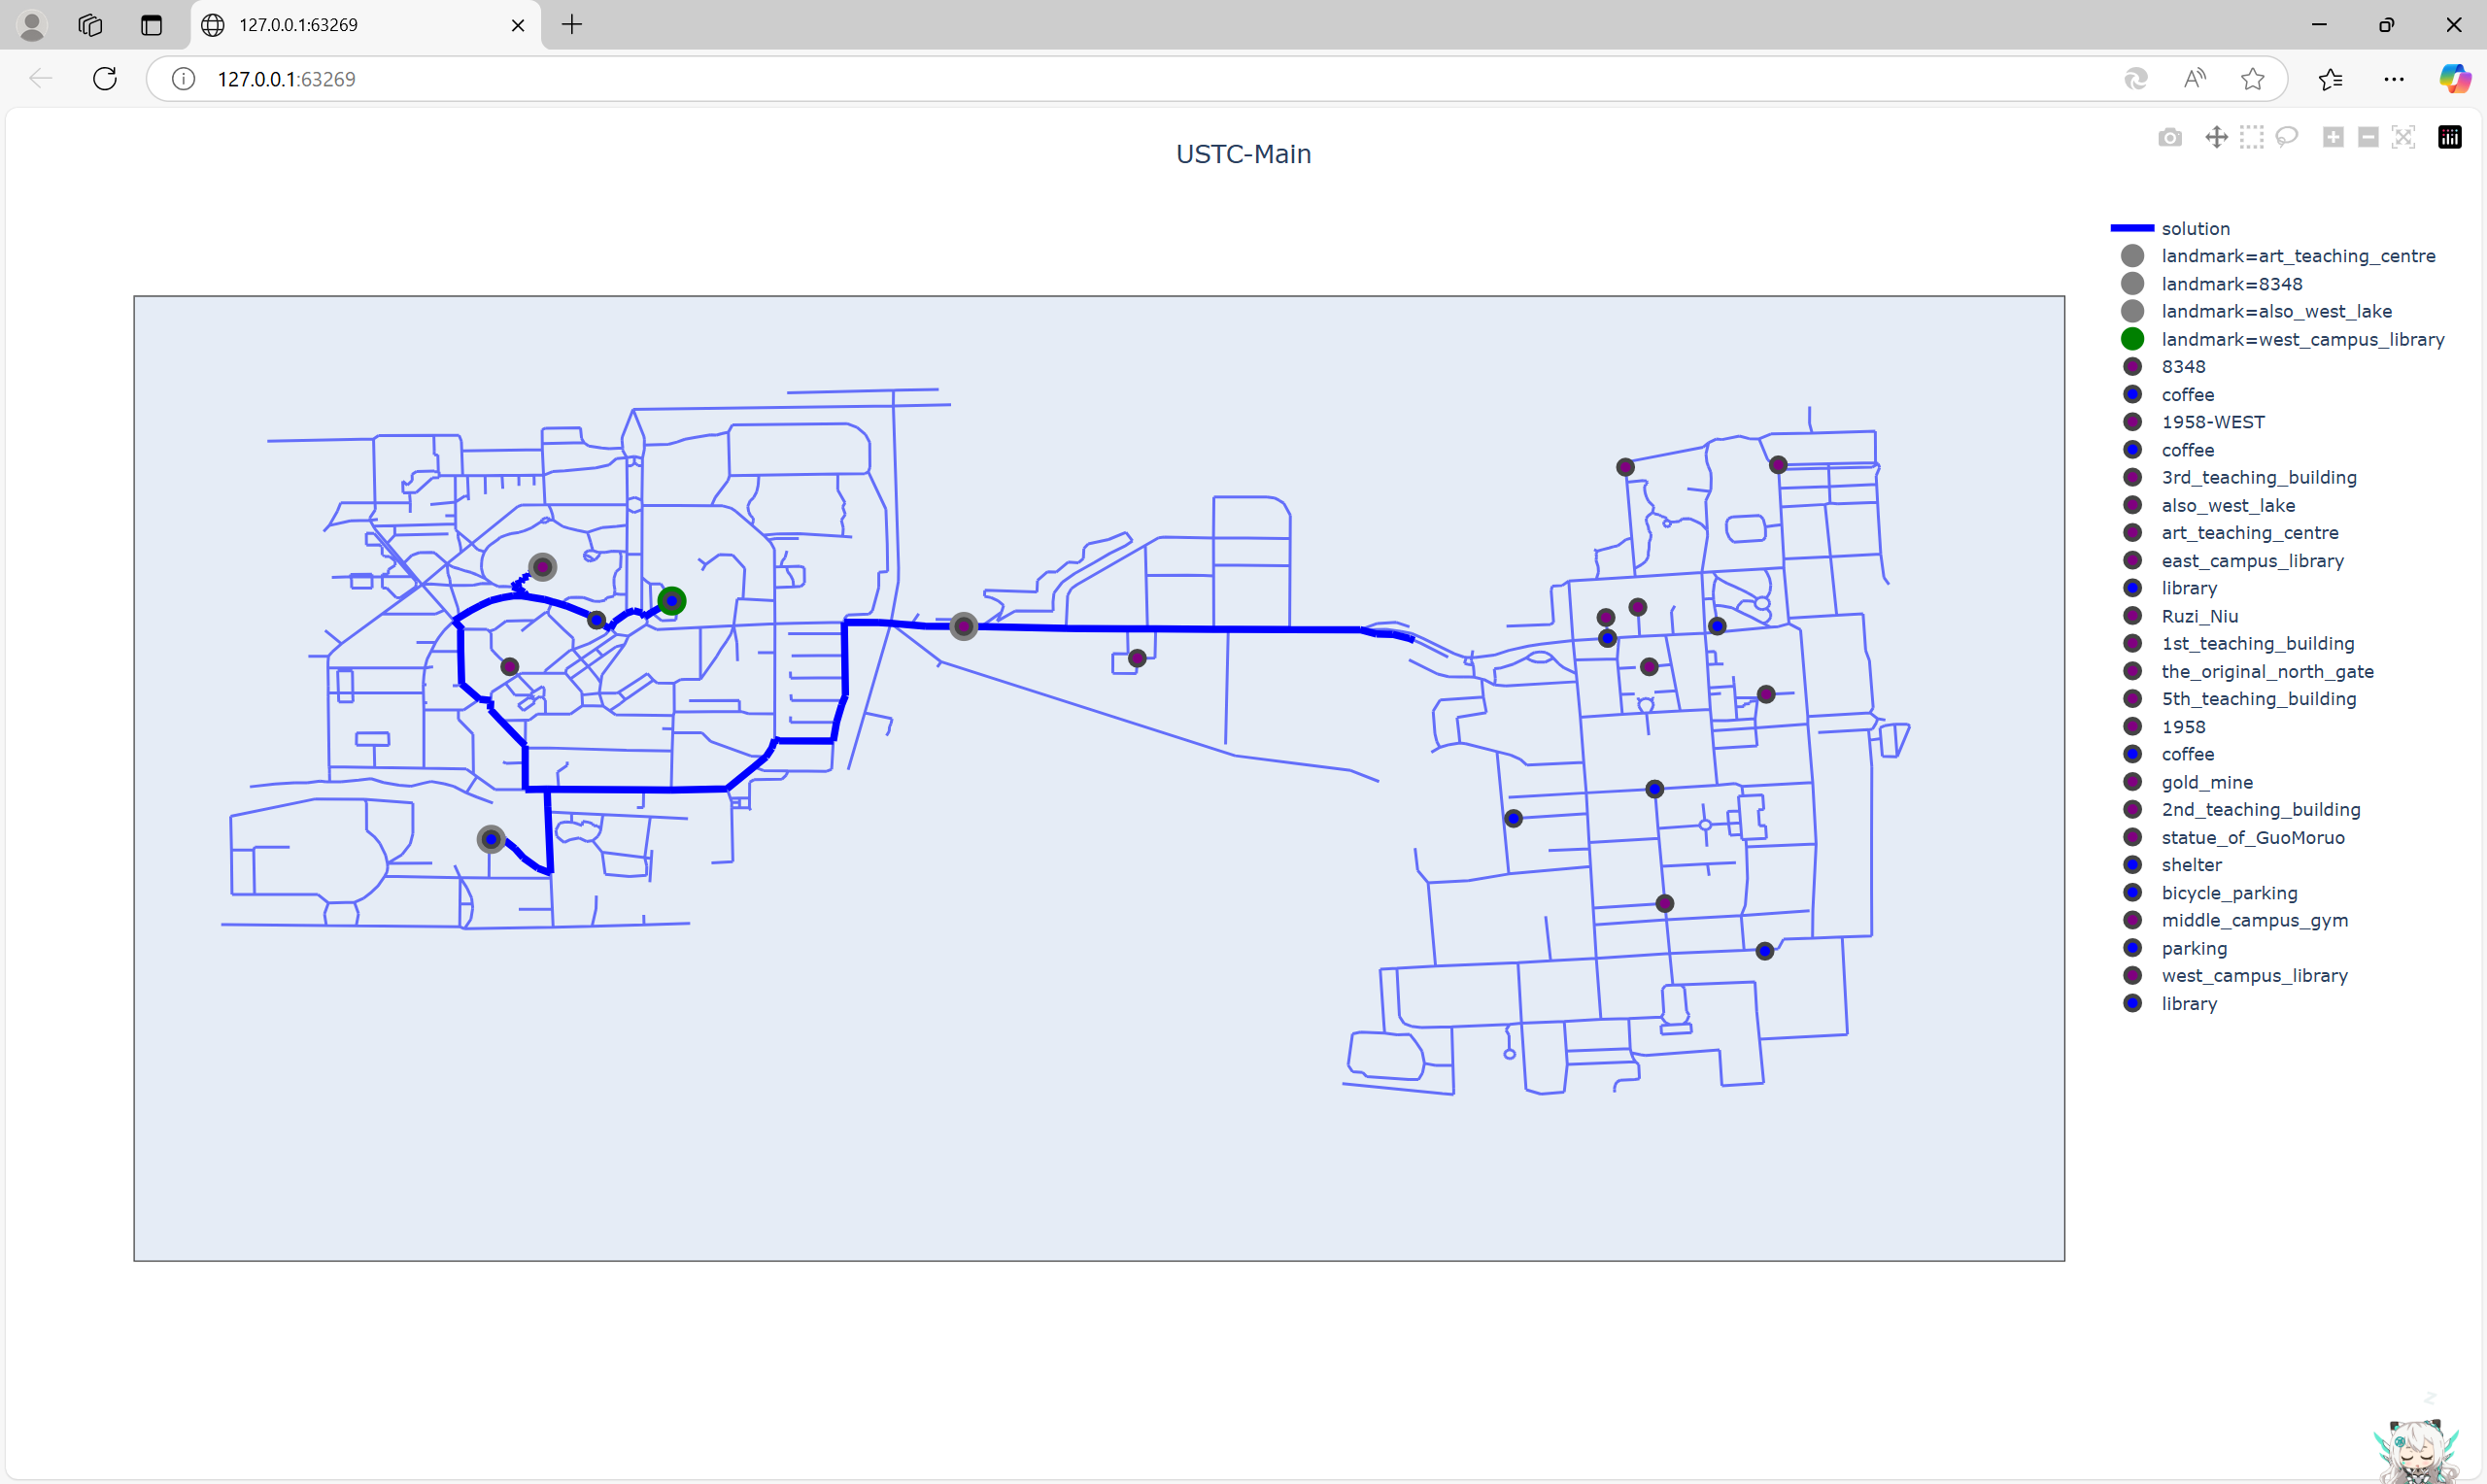 127.0.0.1:63269
127.0.0.1:63269
USTC-Main
solution
landmark=art_teaching_centre
landmark=8348
landmark=also_west_lake
landmark=west_campus_library
8348
coffee
1958-WEST
coffee
3rd_teaching_building
also_west_lake
art_teaching_centre
east_campus_library
library
Ruzi_Niu
1st_teaching_building
the_original_north_gate
5th_teaching_building
1958
coffee
gold_mine
2nd_teaching_building
statue_of_GuoMoruo
shelter
bicycle_parking
middle_campus_gym
parking
west_campus_library
library